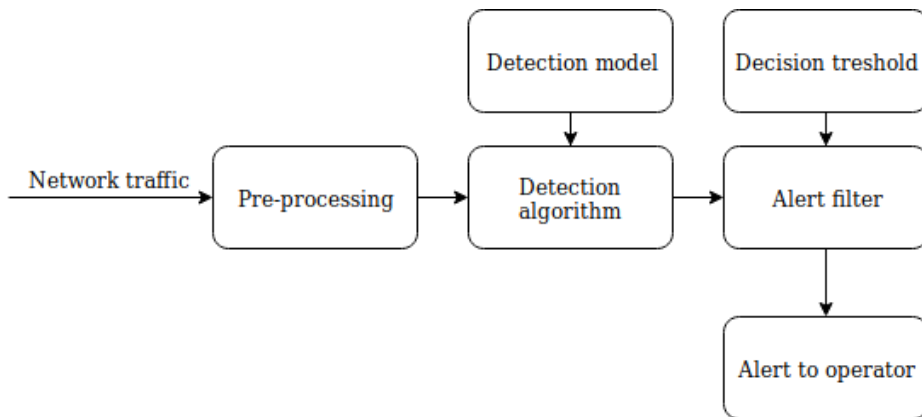 Detection model
Decision treshold
Network traffic
Pre-processing
Detection
algorithm
Alert filter
Alert to operator